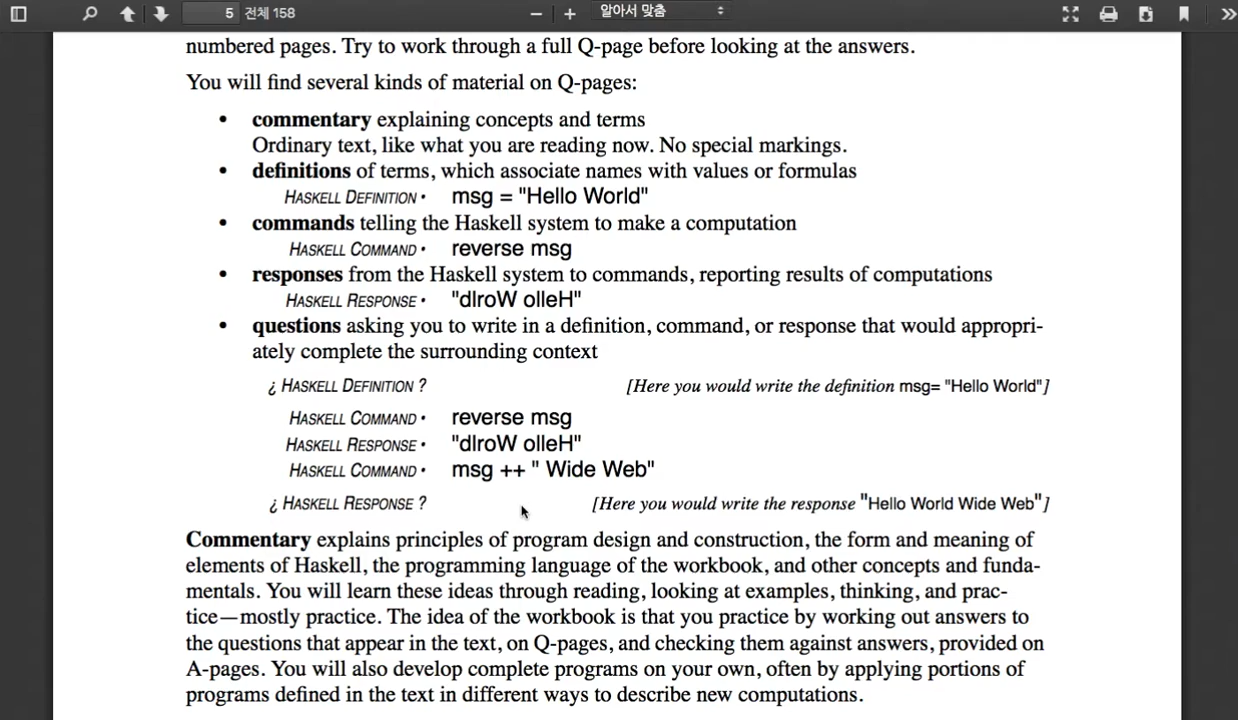 5 전체 158
알아서 맞춤
numbered pages. Try to work through a full Q-page before looking at the answers.
You will find several kinds of material on Q-pages:
• commentary explaining concepts and terms
Ordinary text, like what you are reading now. No special markings.
• definitions of terms, which associate names with values or formulas
HASKELL DEFINITION • msg = "Hello World"
• commands telling the Haskell system to make a computation
HASKELL COMMAND • reverse msg
• responses from the Haskell system to commands, reporting results of computations
HASKELL RESPONSE • "dlroW olleH"
• questions asking you to write in a definition, command, or response that would appropri-
ately complete the surrounding context
¿ HASKELL DEFINITION ? [Here you would write the definition msg= "Hello World"]
HASKELL COMMAND • reverse msg
HASKELL RESPONSE • "dlroW olleH"
HASKELL COMMAND • msg ++ " Wide Web"
¿ HASKELL RESPONSE ? [Here you would write the response "Hello World Wide Web"]
Commentary explains principles of program design and construction, the form and meaning of
elements of Haskell, the programming language of the workbook, and other concepts and funda-
mentals. You will learn these ideas through reading, looking at examples, thinking, and prac-
tice—mostly practice. The idea of the workbook is that you practice by working out answers to
the questions that appear in the text, on Q-pages, and checking them against answers, provided on
A-pages. You will also develop complete programs on your own, often by applying portions of
programs defined in the text in different ways to describe new computations.